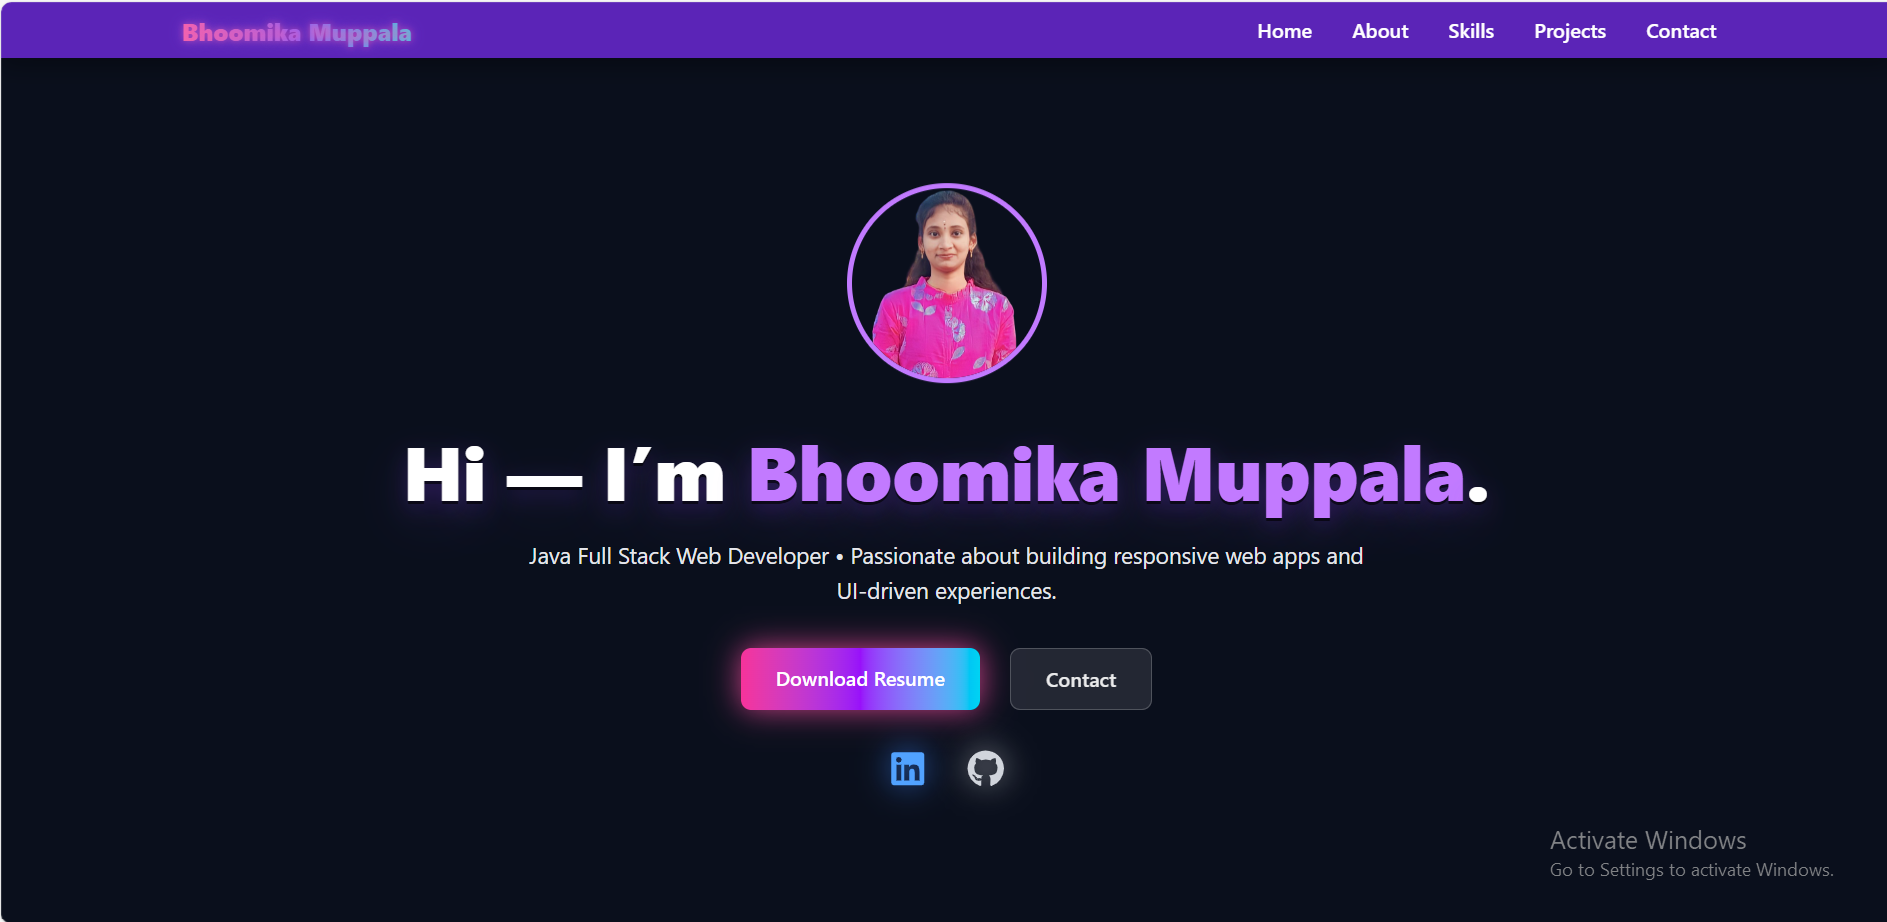 Bhoomika Muppala
Home
About
Skills
Projects
Contact
Hi — I′m Bhoomika Muppala.
Java Full Stack Web Developer • Passionate about building responsive web apps and
UI-driven experiences.
Download Resume
Contact
in
Activate Windows
Go to Settings to activate Windows.